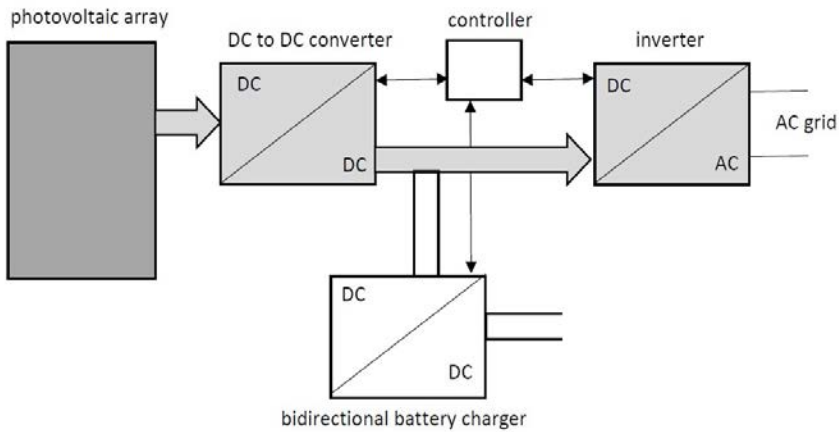 photovoltaic array
DC to DC converter
controller
inverter
DC
DC
DC
AC
AC grid
DC
DC
bidirectional battery charger